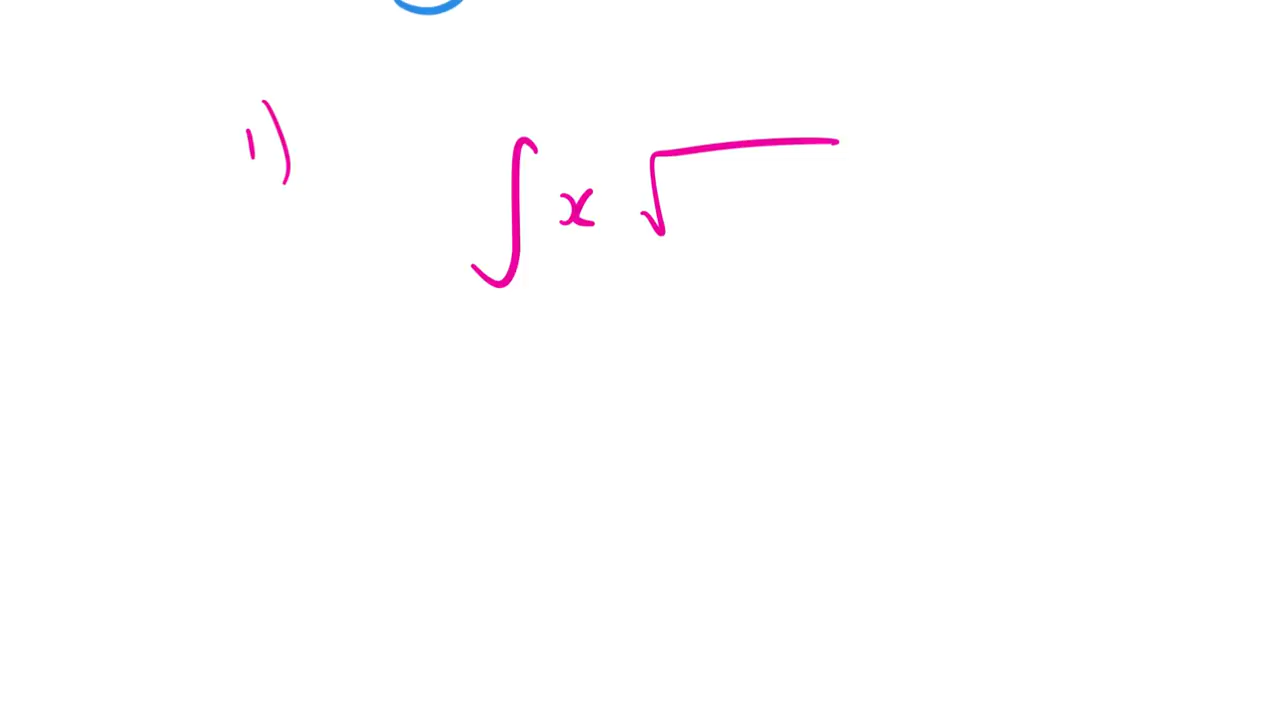 1) ∫ x √